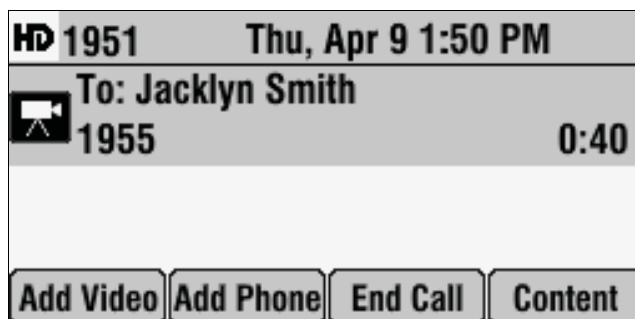 HD 1951 Thu, Apr 9 1:50 PM
To: Jacklyn Smith
1955 0:40
Add Video Add Phone End Call Content